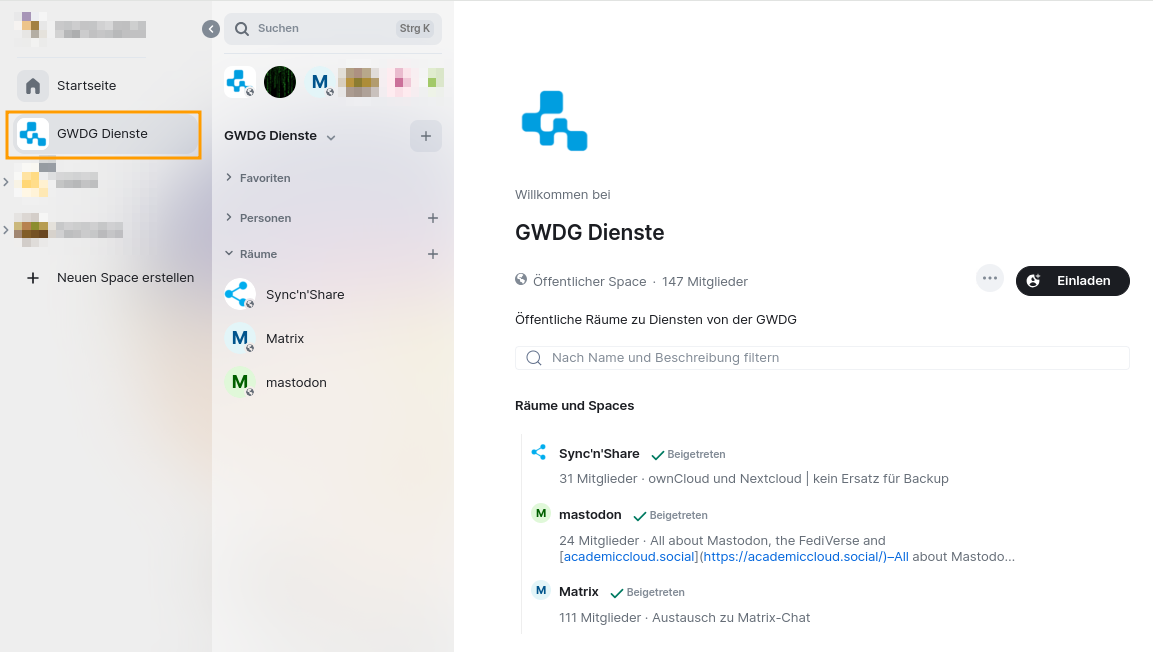 Startseite
GWDG Dienste
Neuen Space erstellen
Suchen
Strg K
M
GWDG Dienste
Favoriten
Personen
Räume
Sync'n'Share
M Matrix
M mastodon
Willkommen bei
GWDG Dienste
Öffentlicher Space · 147 Mitglieder
Einladen
Öffentliche Räume zu Diensten von der GWDG
Nach Name und Beschreibung filtern
Räume und Spaces
Sync'n'Share Beigetreten
31 Mitglieder · ownCloud und Nextcloud | kein Ersatz für Backup
M mastodon Beigetreten
24 Mitglieder · All about Mastodon, the FediVerse and
[academiccloud.social](https://academiccloud.social/)–All about Mastodo...
M Matrix Beigetreten
111 Mitglieder · Austausch zu Matrix-Chat